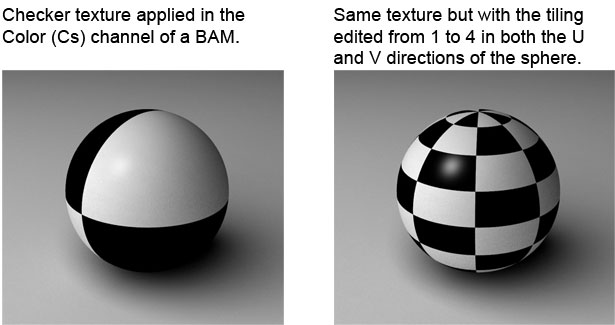 Checker texture applied in the
Color (Cs) channel of a BAM.
Same texture but with the tiling
edited from 1 to 4 in both the U
and V directions of the sphere.